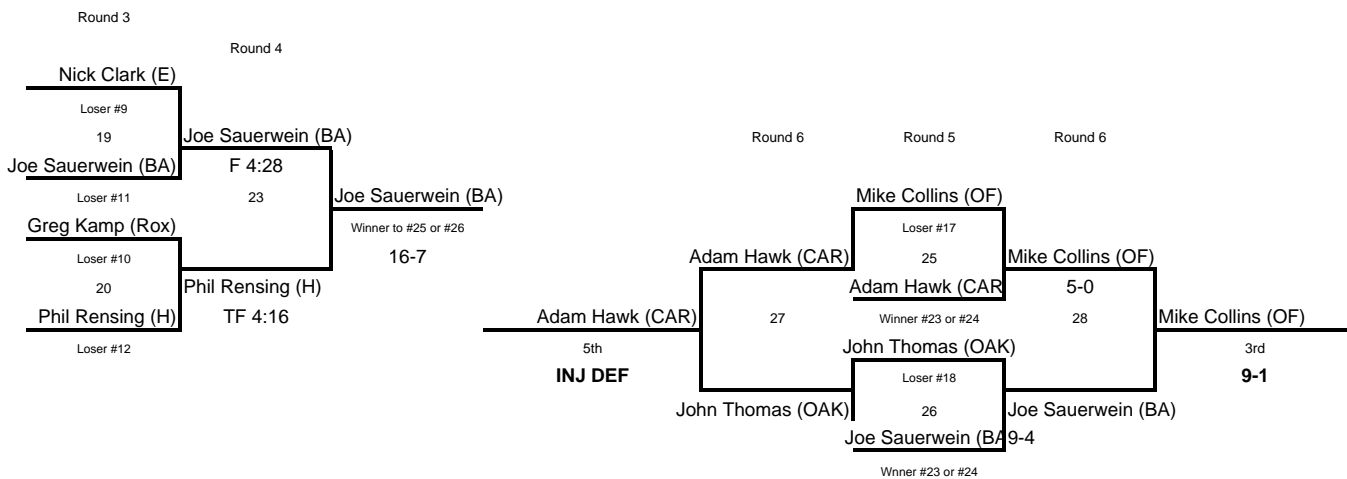 Round 3
Round 4
Nick Clark (E)
Loser #9
19
Joe Sauerwein (BA)
Joe Sauerwein (BA)
F 4:28
Loser #11
23
Joe Sauerwein (BA)
Greg Kamp (Rox)
Winner to #25 or #26
16-7
Loser #10
20
Phil Rensing (H)
Phil Rensing (H)
TF 4:16
Loser #12
Round 6
Round 5
Round 6
Mike Collins (OF)
Loser #17
Adam Hawk (CAR)
25
Mike Collins (OF)
Adam Hawk (CAR
5-0
Adam Hawk (CAR)
27
Winner #23 or #24
28
Mike Collins (OF)
5th
John Thomas (OAK)
3rd
INJ DEF
Loser #18
9-1
John Thomas (OAK)
26
Joe Sauerwein (BA)
Joe Sauerwein (BA
9-4
Wnner #23 or #24